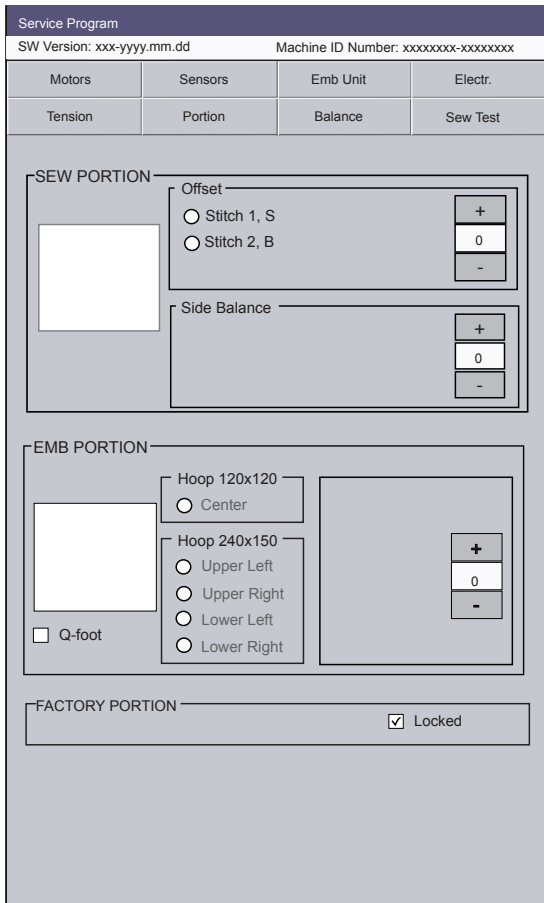 Service Program
SW Version: xxx-yyyy.mm.dd Machine ID Number: xxxxxxxx-xxxxxxxx
Motors Sensors Emb Unit Electr.
Tension Portion Balance Sew Test
SEW PORTION
Offset
Stitch 1, S
Stitch 2, B
+
0
-
Side Balance
+
0
-
EMB PORTION
Hoop 120x120
Center
Hoop 240x150
Upper Left
Upper Right
Lower Left
Lower Right
Q-foot
+
0
-
FACTORY PORTION
Locked